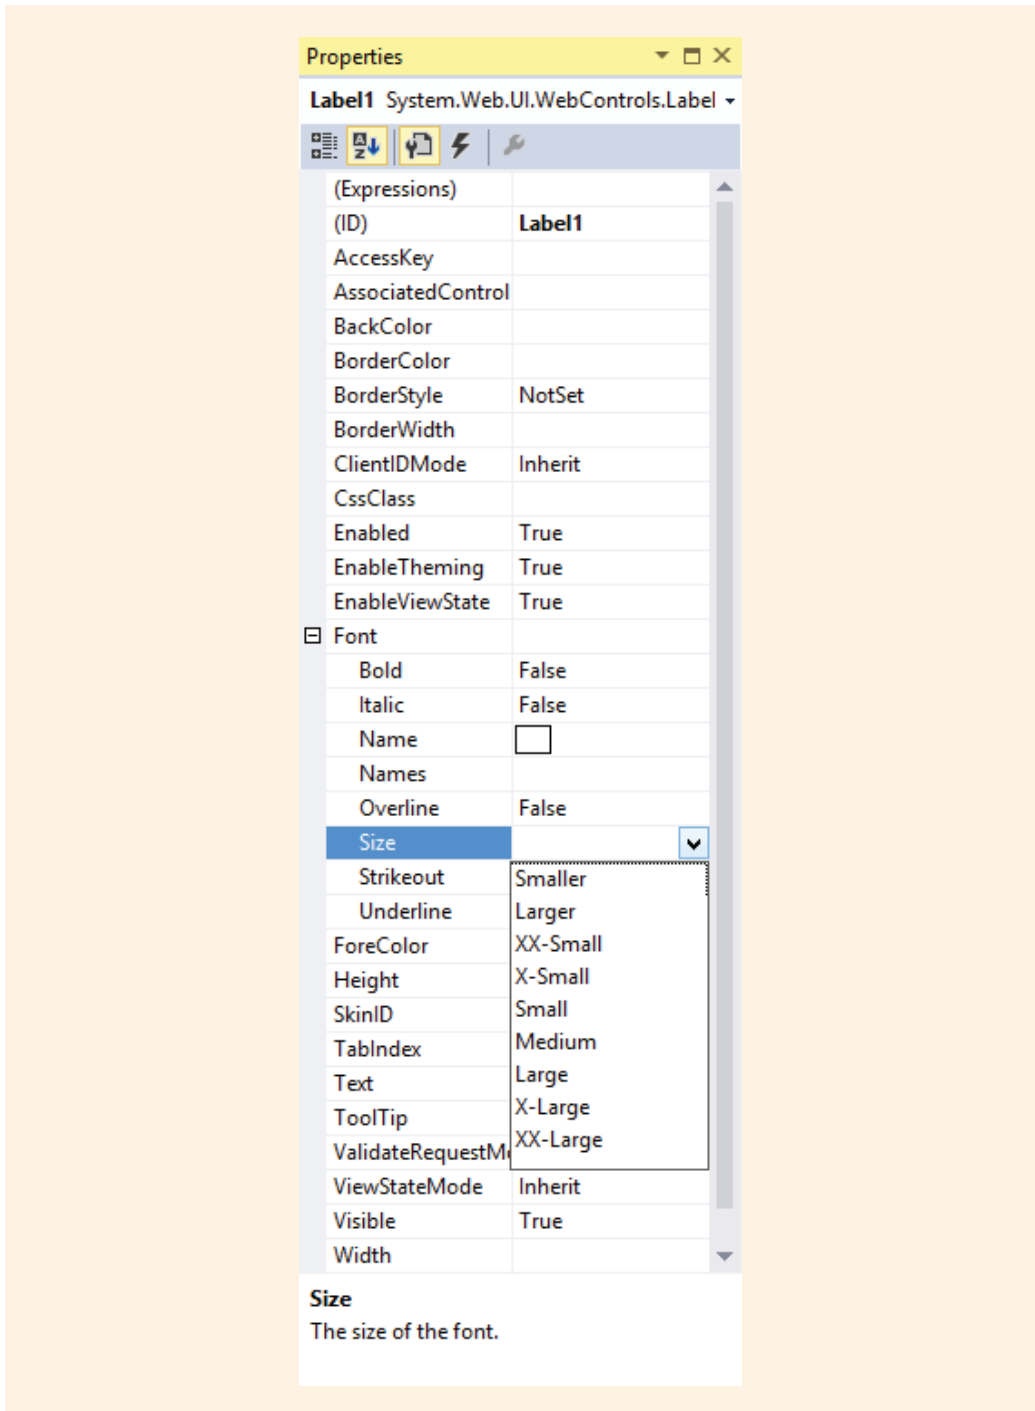 Properties
Label1 System.Web.UI.WebControls.Label
(Expressions)
(ID) Label1
AccessKey
AssociatedControl
BackColor
BorderColor
BorderStyle NotSet
BorderWidth
ClientIDMode Inherit
CssClass
Enabled True
EnableTheming True
EnableViewState True
Font
Bold False
Italic False
Name
Names
Overline False
Size
Strikeout Smaller
Underline Larger
ForeColor XX-Small
Height X-Small
SkinID Small
TabIndex Medium
Text Large
ToolTip X-Large
ValidateRequestM XX-Large
ViewStateMode Inherit
Visible True
Width
Size
The size of the font.